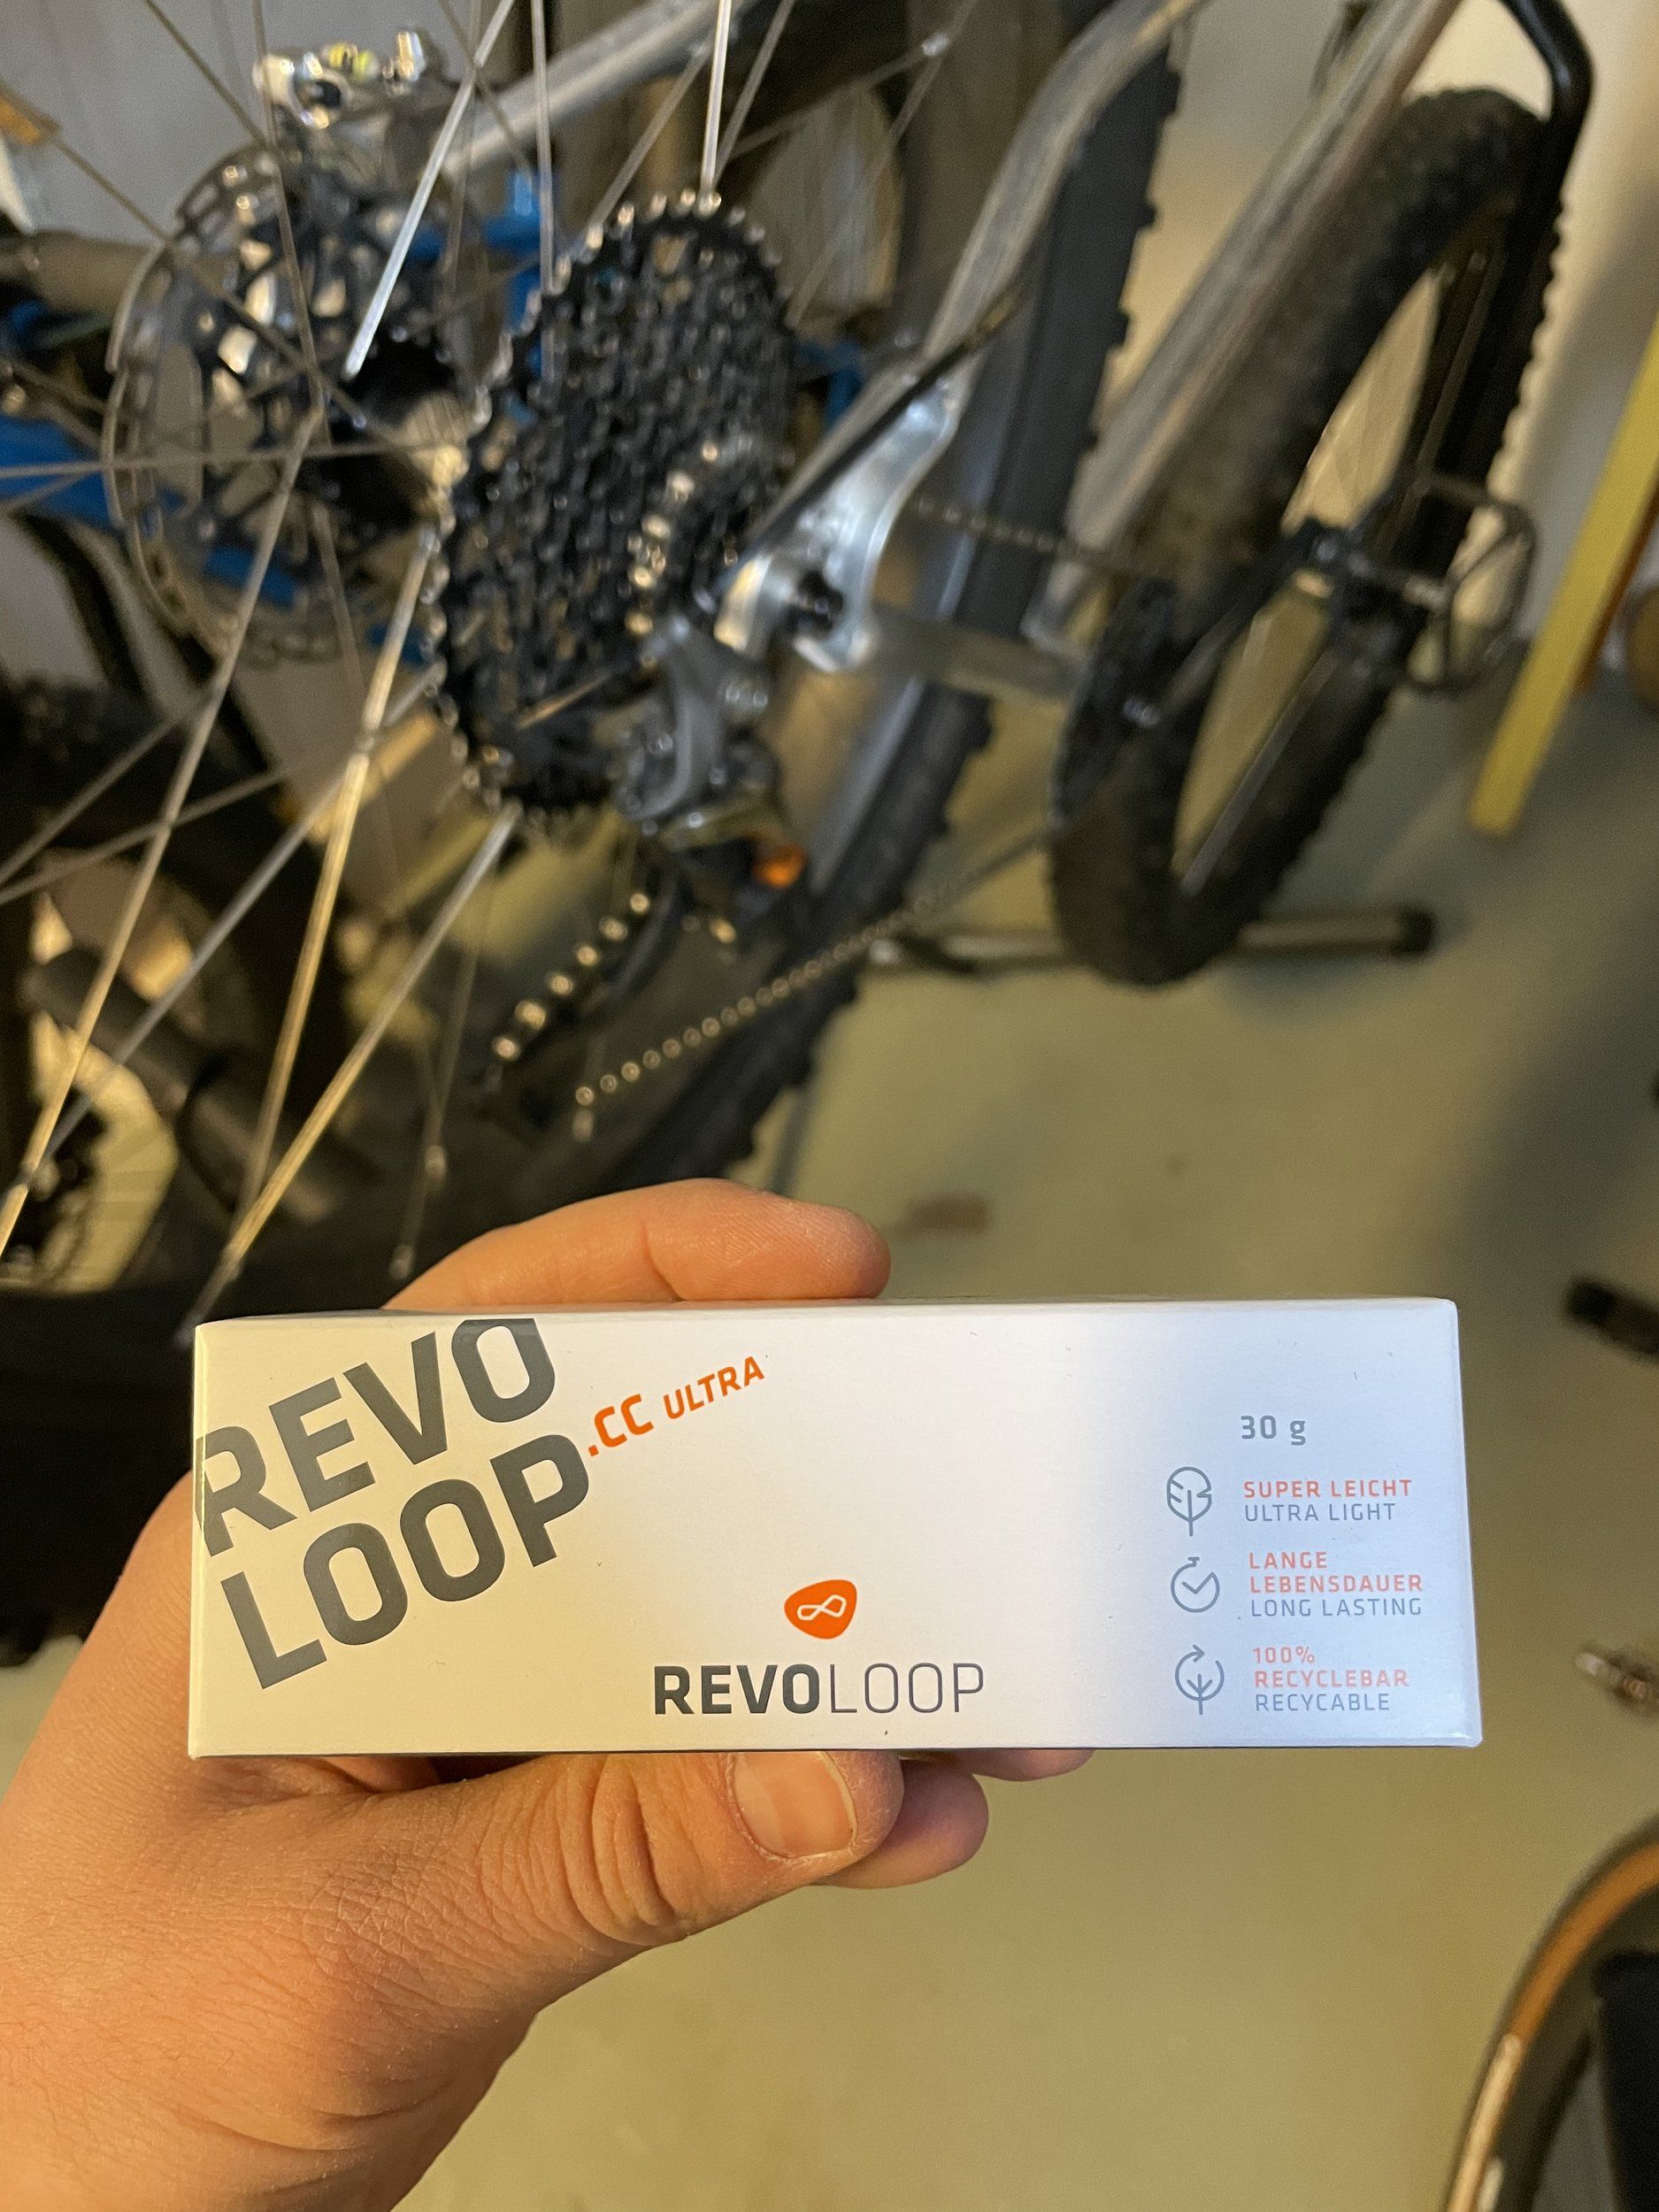 REVO
LOOP.CC ULTRA
REVOLOOP
30 g
SUPER LEICHT
ULTRA LIGHT
LANGE
LEBENSDAUER
LONG LASTING
100%
RECYCLEBAR
RECYCABLE